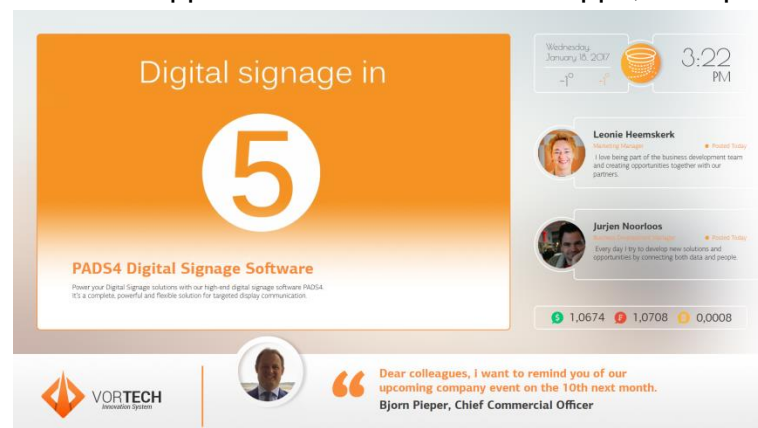 Digital signage in
5
PADS4 Digital Signage Software
Power your Digital Signage solutions with our high-end digital signage software PADS4.
It's a complete, powerful and flexible solution for targeted display communication.
Wednesday
January 18, 2017
-1°
-4°
3:22
PM
Leonie Heemskerk
Marketing Manager
Posted Today
I love being part of the business development team
and creating opportunities together with our
partners.
Jurjen Noorloos
Posted Today
Every day I try to develop new solutions and
opportunities by connecting both data and people.
$ 1,0674 1,0708 0,0008
VORTECH
Innovation System
Dear colleagues, i want to remind you of our
upcoming company event on the 10th next month.
Bjorn Pieper, Chief Commercial Officer